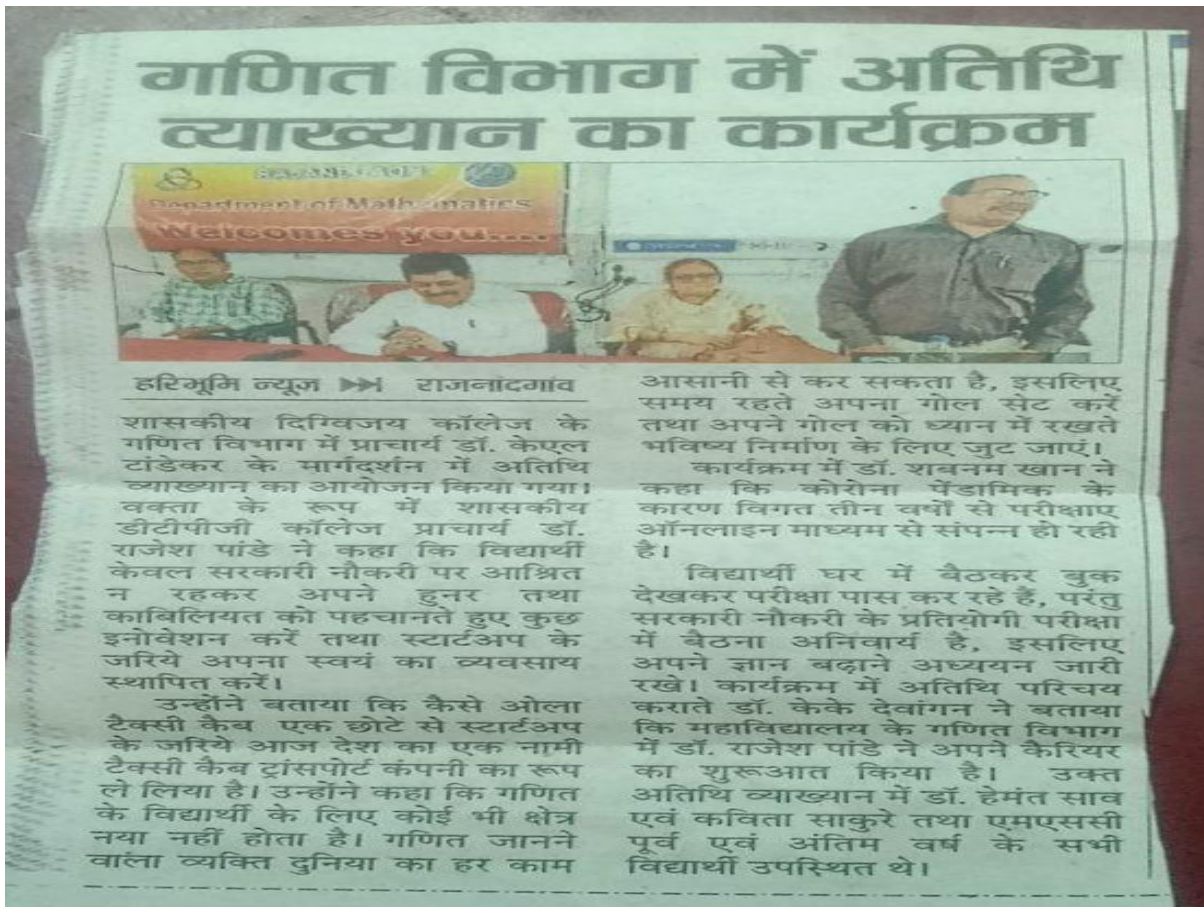 गणित विभाग में अतिथि
व्याख्यान का कार्यक्रम
Department of Mathematics
Welcomes you....
हरिभूमि न्यूज राजनांदगांव
शासकीय दिग्विजय कॉलेज के
गणित विभाग में प्राचार्य डॉ. केएल
टांडेकर के मार्गदर्शन में अतिथि
व्याख्यान का आयोजन किया गया।
वक्ता के रूप में शासकीय
डीटीपीजी कॉलेज प्राचार्य डॉ.
राजेश पांडे ने कहा कि विद्यार्थी
केवल सरकारी नौकरी पर आश्रित
न रहकर अपने हुनर तथा
काबिलियत को पहचानते हुए कुछ
इनोवेशन करें तथा स्टार्टअप के
जरिये अपना स्वयं का व्यवसाय
स्थापित करें।
उन्होंने बताया कि कैसे ओला
टैक्सी कैब एक छोटे से स्टार्टअप
के जरिये आज देश का एक नामी
टैक्सी कैब ट्रांसपोर्ट कंपनी का रूप
ले लिया है। उन्होंने कहा कि गणित
के विद्यार्थी के लिए कोई भी क्षेत्र
नया नहीं होता है। गणित जानने
वाला व्यक्ति दुनिया का हर काम
आसानी से कर सकता है, इसलिए
समय रहते अपना गोल सेट करें
तथा अपने गोल को ध्यान में रखते
भविष्य निर्माण के लिए जुट जाएं।
कार्यक्रम में डॉ. शबनम खान ने
कहा कि कोरोना पेंडामिक के
कारण विगत तीन वर्षों से परीक्षाए
ऑनलाइन माध्यम से संपन्न हो रही
है।
विद्यार्थी घर में बैठकर बुक
देखकर परीक्षा पास कर रहे हैं, परंतु
सरकारी नौकरी के प्रतियोगी परीक्षा
में बैठना अनिवार्य है, इसलिए
अपने ज्ञान बढ़ाने अध्ययन जारी
रखे। कार्यक्रम में अतिथि परिचय
कराते डॉ. केके देवांगन ने बताया
कि महाविद्यालय के गणित विभाग
में डॉ. राजेश पांडे ने अपने कैरियर
का शुरूआत किया है। उक्त
अतिथि व्याख्यान में डॉ. हेमंत साव
एवं कविता साकुरे तथा एमएससी
पूर्व एवं अंतिम वर्ष के सभी
विद्यार्थी उपस्थित थे।